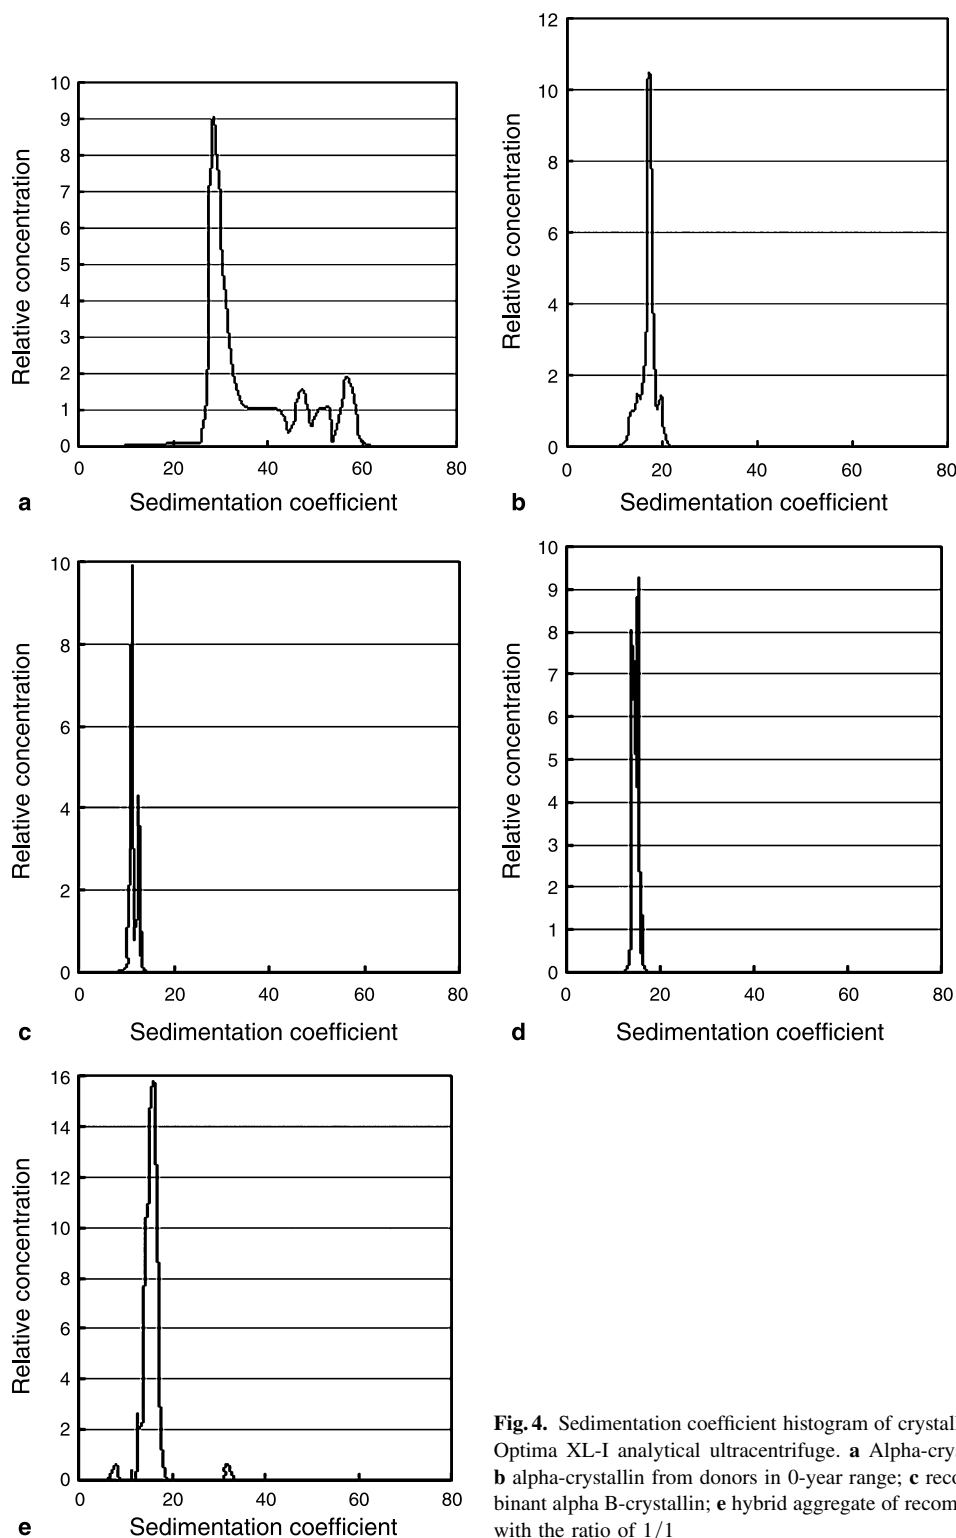 10
9
8
7
6
5
4
3
2
1
0
Relative concentration
0 20 40 60 80
a Sedimentation coefficient
12
10
8
6
4
2
0
Relative concentration
0 20 40 60 80
b Sedimentation coefficient
10
8
6
4
2
0
Relative concentration
0 20 40 60 80
c Sedimentation coefficient
10
9
8
7
6
5
4
3
2
1
0
Relative concentration
0 20 40 60 80
d Sedimentation coefficient
16
14
12
10
8
6
4
2
0
Relative concentration
0 20 40 60 80
e Sedimentation coefficient
Fig. 4. Sedimentation coefficient histogram of
Optima XL-I analytical ultracentrifuge. a
b alpha-crystallin from donors in 0-year range; c
binant alpha B-crystallin; e hybrid aggregate of
with the ratio of 1/1